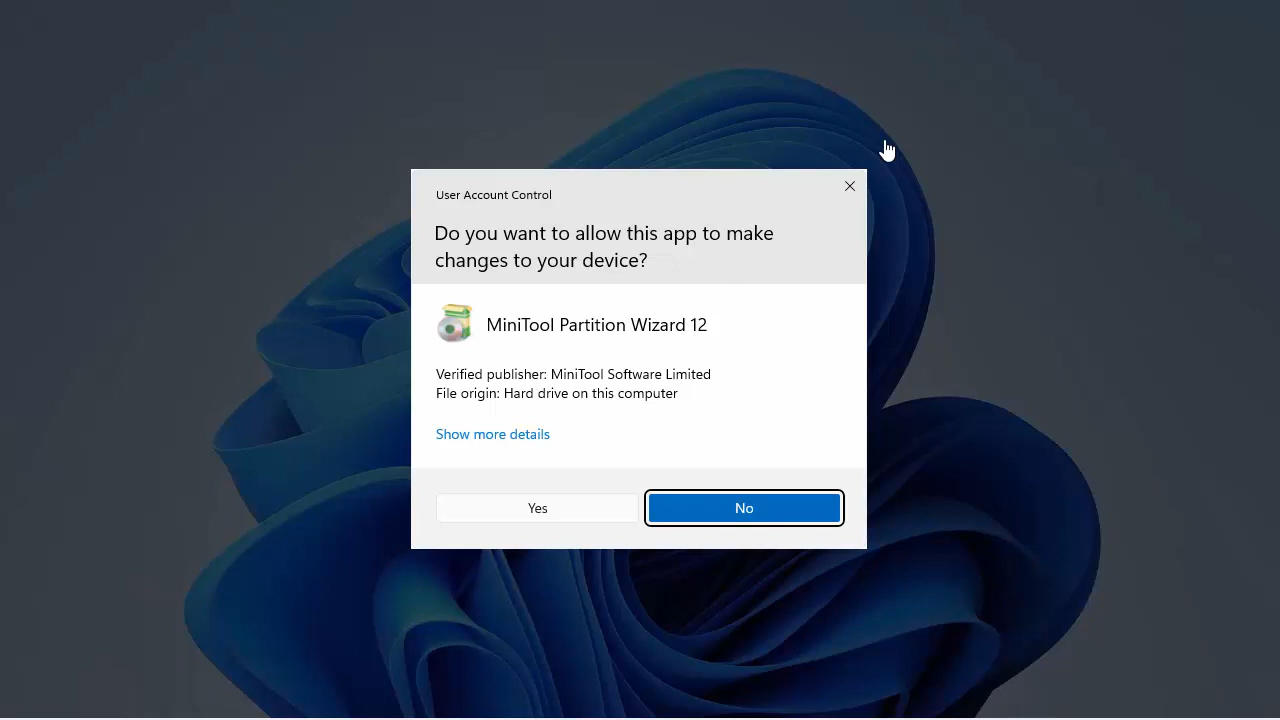 User Account Control
Do you want to allow this app to make
changes to your device?
MiniTool Partition Wizard 12
Verified publisher: MiniTool Software Limited
File origin: Hard drive on this computer
Show more details
Yes
No